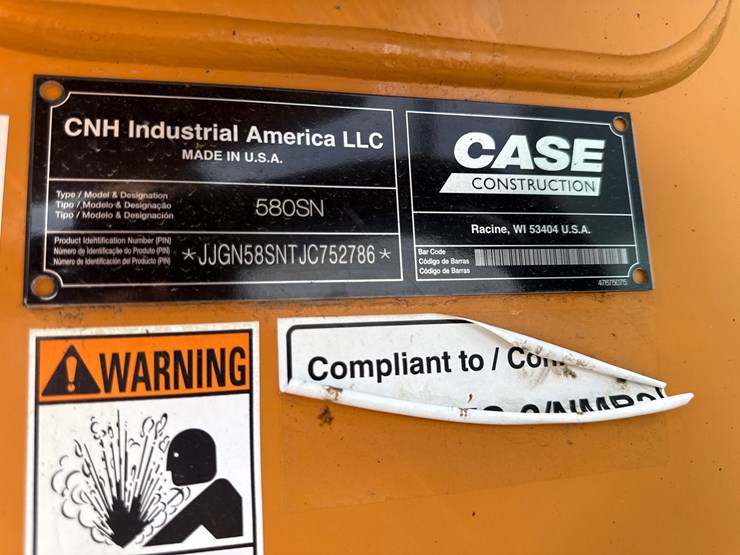 CNH Industrial America LLC
MADE IN U.S.A.
Type / Model & Designation
Tipo / Modelo & Designação
Tipo / Modelo & Designación
580SN
Product Identification Number (PIN)
Número de Identificação do Produto (PIN)
Número de Identificación del Producto (PIN)
*JJGN58SNTJC752786*
CASE
CONSTRUCTION
Racine, WI 53404 U.S.A.
Bar Code
Código de Barras
Código de Barras
47675075
WARNING
Compliant to /